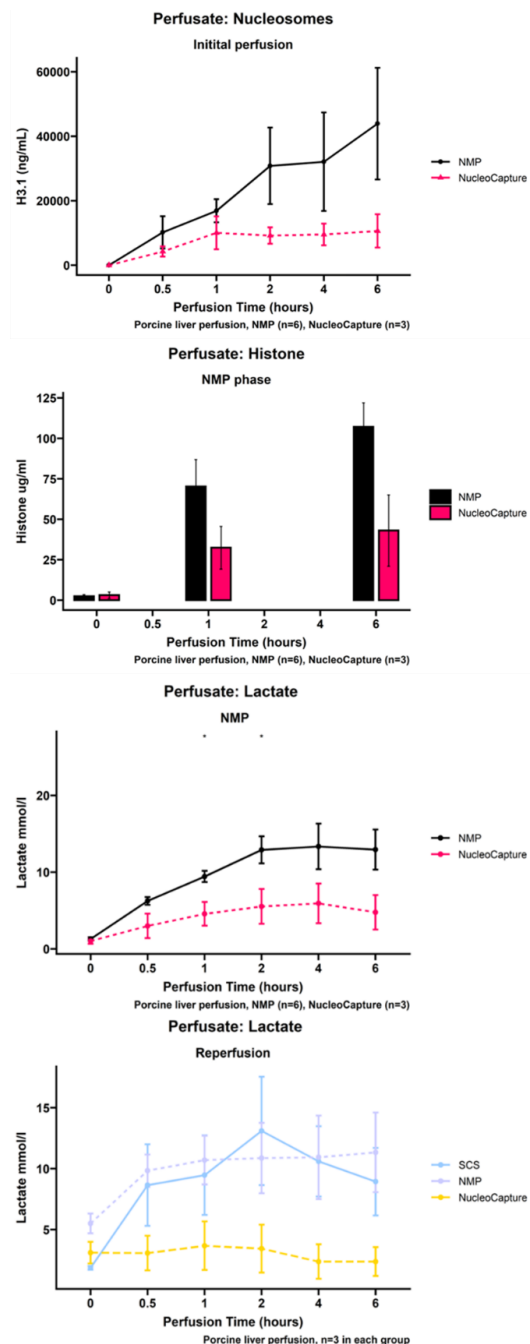 Perfusate: Nucleosomes
Initital perfusion
60000
40000
20000
0
H3.1 (ng/mL)
NMP
NucleoCapture
0 0.5 1 2 4 6
Perfusion Time (hours)
Porcine liver perfusion, NMP (n=6), NucleoCapture (n=3)
Perfusate: Histone
NMP phase
125
100
75
50
25
0
Histone ug/ml
NMP
NucleoCapture
0 0.5 1 2 4 6
Perfusion Time (hours)
Porcine liver perfusion, NMP (n=6), NucleoCapture (n=3)
Perfusate: Lactate
NMP
* *
20
10
0
Lactate mmol/l
NMP
NucleoCapture
0 0.5 1 2 4 6
Perfusion Time (hours)
Porcine liver perfusion, NMP (n=6), NucleoCapture (n=3)
Perfusate: Lactate
Reperfusion
15
10
5
Lactate mmol/l
SCS
NMP
NucleoCapture
0 0.5 1 2 4 6
Perfusion Time (hours)
Porcine liver perfusion, n=3 in each group